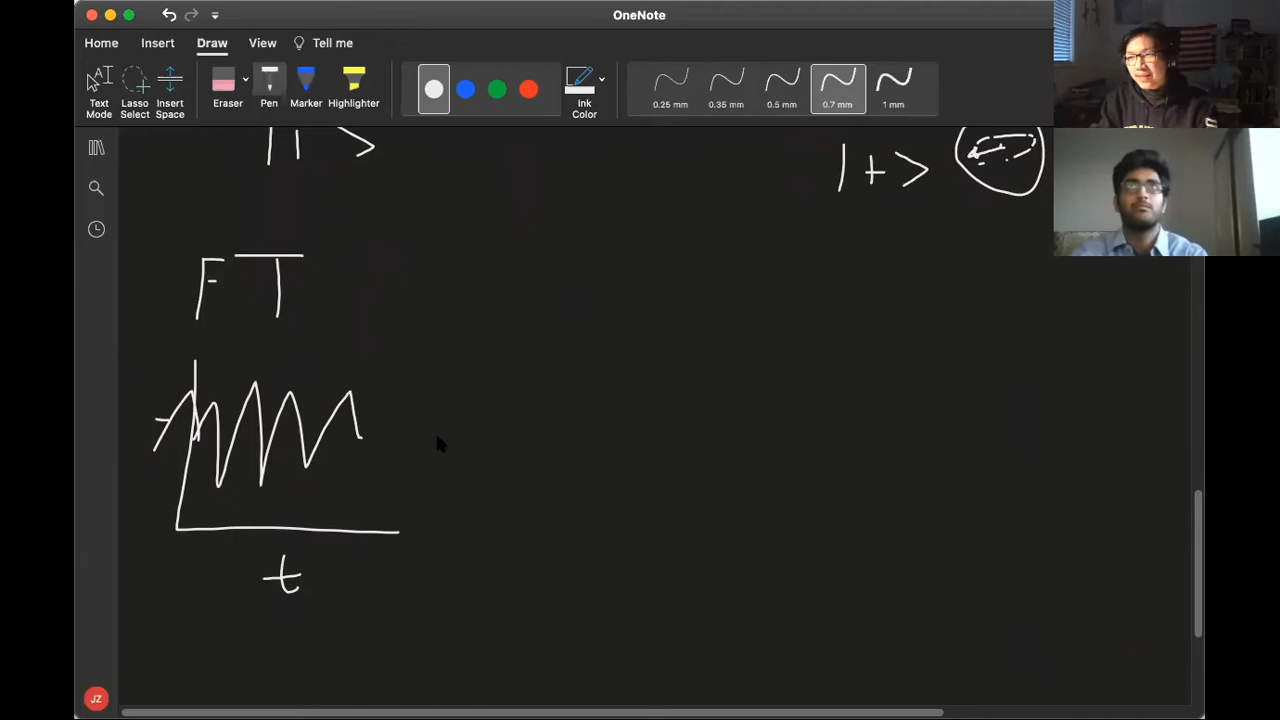 OneNote
Home Insert Draw View Tell me
Text Mode Lasso Select Insert Space Eraser Pen Marker Highlighter Ink Color 0.25 mm 0.35 mm 0.5 mm 0.7 mm 1 mm
|1>
|+>
FT
t
JZ